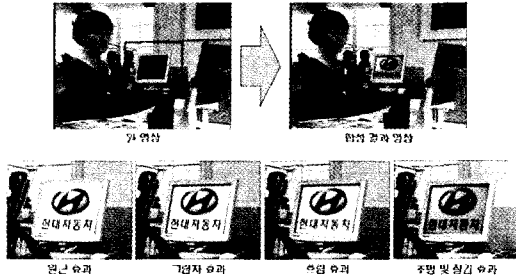 원 영상
합성 결과 영상
현대자동차
현대자동차
현대자동차
현대자동차
원근 효과
그림자 효과
흐림 효과
조명 및 질감 효과